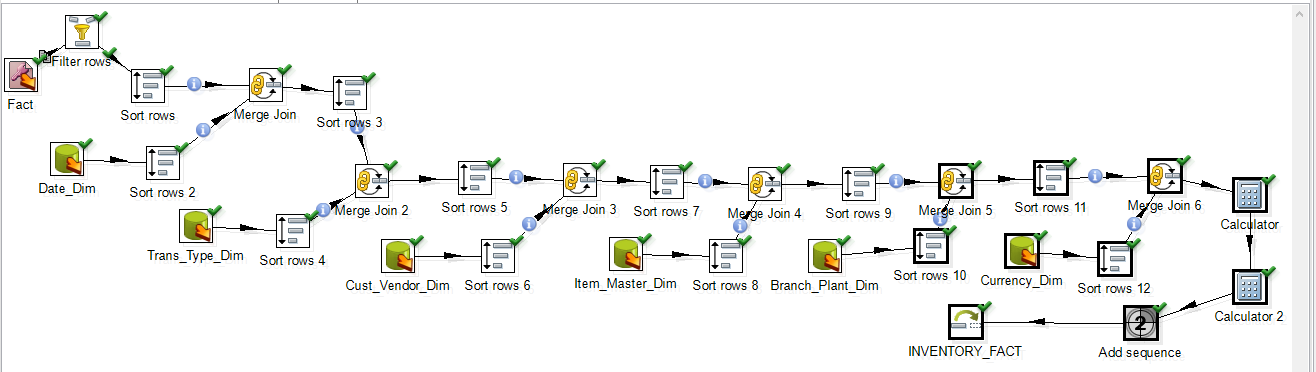 Filter rows
Fact
Sort rows
Merge Join
Sort rows 3
Date_Dim
Sort rows 2
Merge Join 2
Sort rows 5
Merge Join 3
Sort rows 7
Merge Join 4
Sort rows 9
Merge Join 5
Sort rows 11
Merge Join 6
Calculator
Trans_Type_Dim
Sort rows 4
Cust_Vendor_Dim
Sort rows 6
Item_Master_Dim
Sort rows 8
Branch_Plant_Dim
Sort rows 10
Currency_Dim
Sort rows 12
Calculator 2
INVENTORY_FACT
2
Add sequence